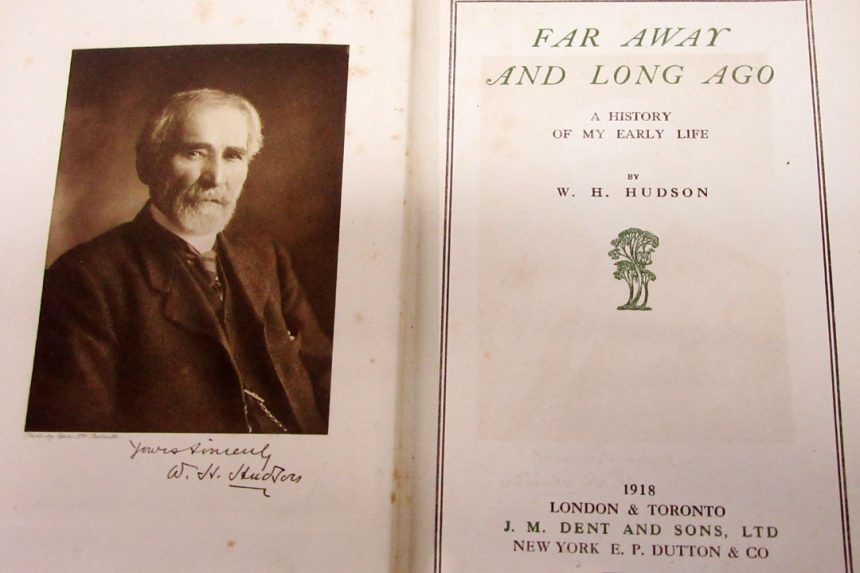 Yours sincerely
W. H. Hudson
FAR AWAY
AND LONG AGO
A HISTORY
OF MY EARLY LIFE
BY
W. H. HUDSON
1918
LONDON & TORONTO
J. M. DENT AND SONS, LTD
NEW YORK E. P. DUTTON & CO